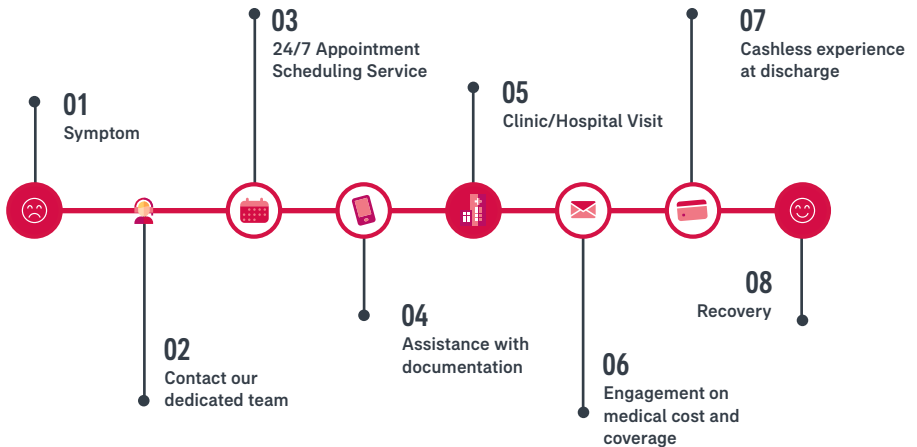 01
Symptom
02
Contact our
dedicated team
03
24/7 Appointment
Scheduling Service
04
Assistance with
documentation
05
Clinic/Hospital Visit
06
Engagement on
medical cost and
coverage
07
Cashless experience
at discharge
08
Recovery